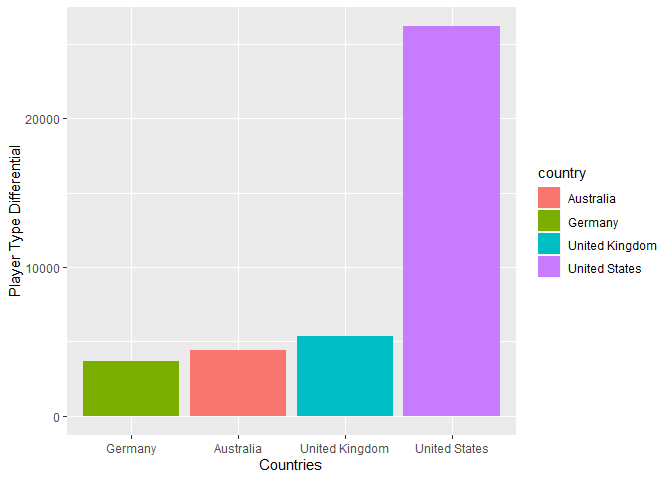 Player Type Differential
20000
10000
0
Germany
Australia
United Kingdom
United States
Countries
country
Australia
Germany
United Kingdom
United States